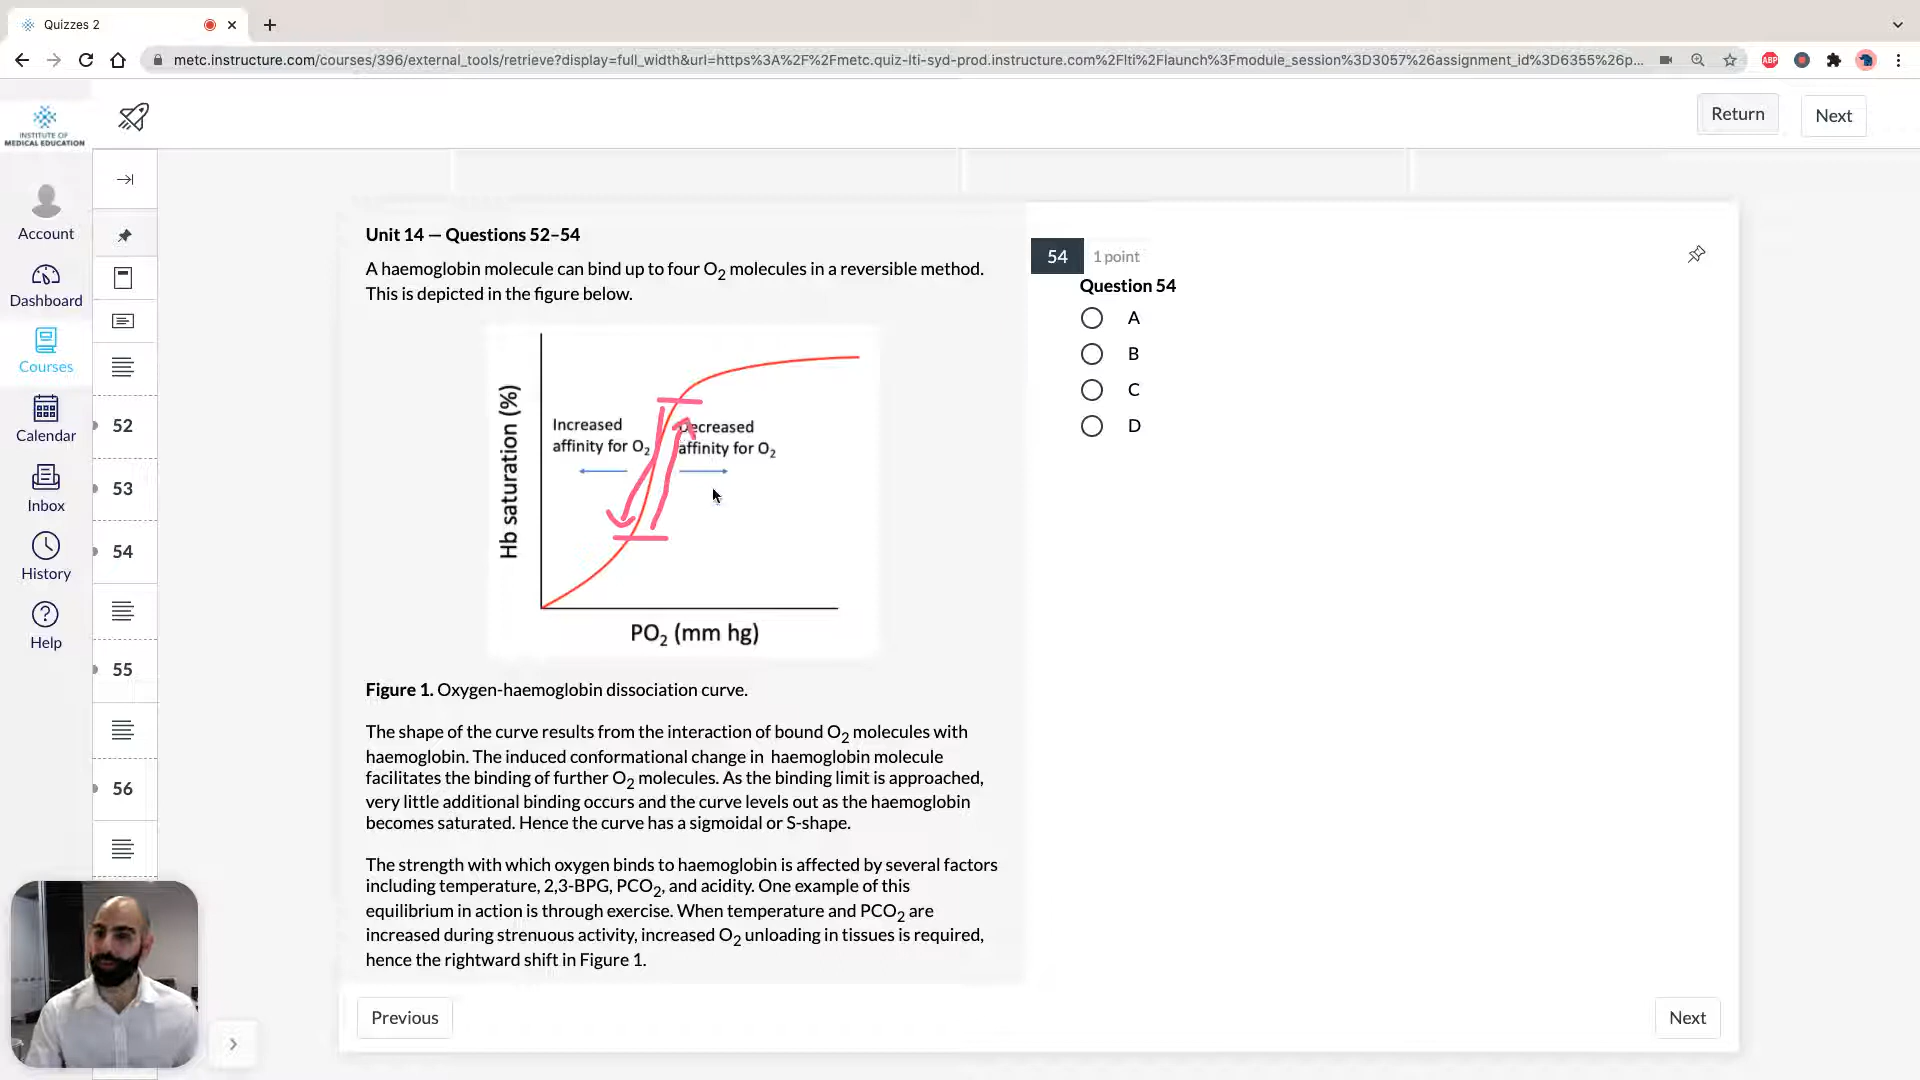 Quizzes 2
metc.instructure.com/courses/396/external_tools/retrieve?display=full_width&url=https%3A%2F%2Fmetc.quiz-lti-syd-prod.instructure.com%2Flti%2Flaunch%3Fmodule_session%3D3057%26assignment_id%3D6355%26p...
ABP
INSTITUTE OF
MEDICAL EDUCATION
Return
Next
Account
Dashboard
Courses
Calendar
Inbox
History
Help
52
53
54
55
56
Unit 14 – Questions 52–54
A haemoglobin molecule can bind up to four O2 molecules in a reversible method.
This is depicted in the figure below.
Hb saturation (%)
Increased
affinity for O2
Decreased
affinity for O2
PO2 (mm hg)
Figure 1. Oxygen-haemoglobin dissociation curve.
The shape of the curve results from the interaction of bound O2 molecules with
haemoglobin. The induced conformational change in haemoglobin molecule
facilitates the binding of further O2 molecules. As the binding limit is approached,
very little additional binding occurs and the curve levels out as the haemoglobin
becomes saturated. Hence the curve has a sigmoidal or S-shape.
The strength with which oxygen binds to haemoglobin is affected by several factors
including temperature, 2,3-BPG, PCO2, and acidity. One example of this
equilibrium in action is through exercise. When temperature and PCO2 are
increased during strenuous activity, increased O2 unloading in tissues is required,
hence the rightward shift in Figure 1.
54
1 point
Question 54
A
B
C
D
Previous
Next